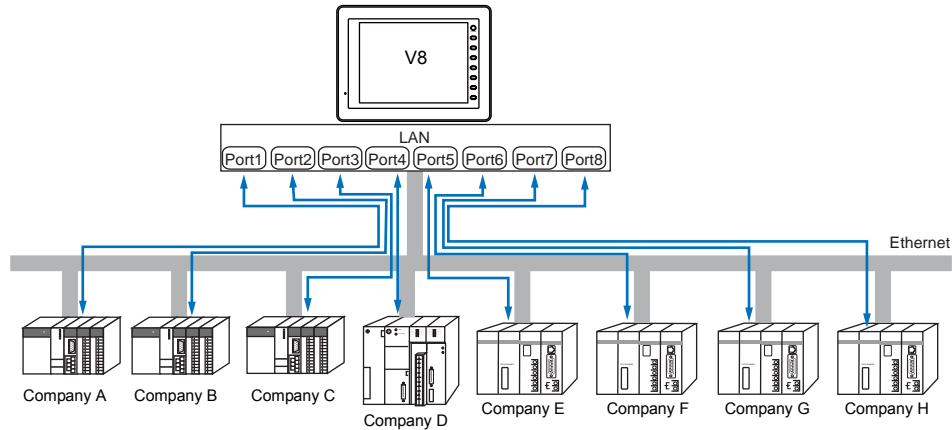 V8
LAN
Port1 Port2 Port3 Port4 Port5 Port6 Port7 Port8
Ethernet
Company A Company B Company C Company D Company E Company F Company G Company H